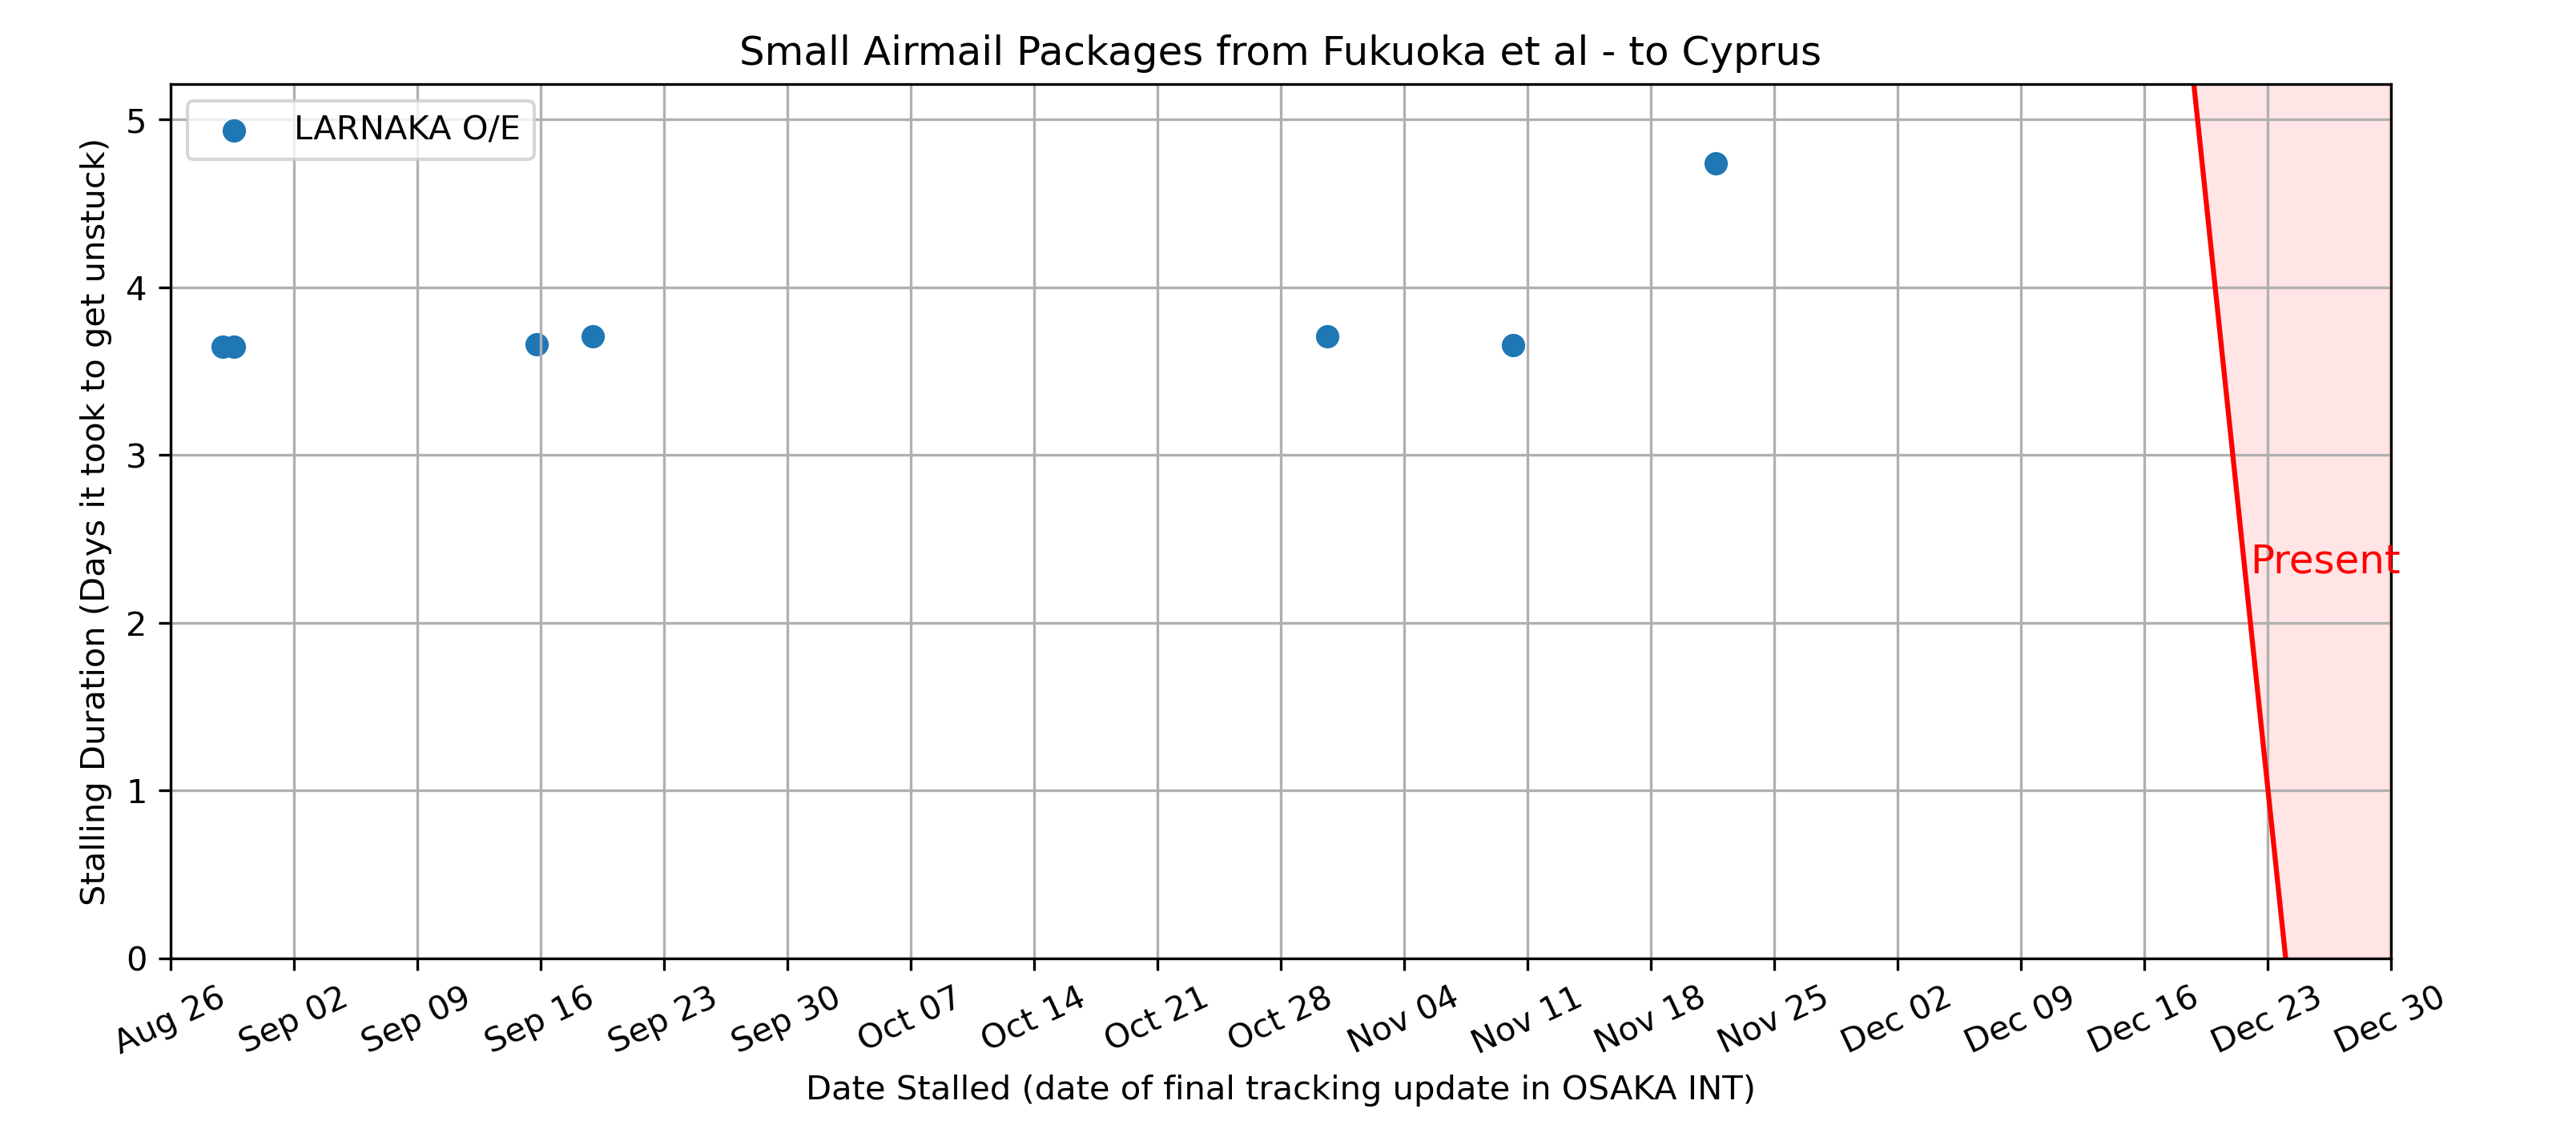 Small Airmail Packages from Fukuoka et al - to Cyprus
LARNAKA O/E
Stalling Duration (Days it took to get unstuck)
5
4
3
2
1
0
Present
Aug 26
Sep 02
Sep 09
Sep 16
Sep 23
Sep 30
Oct 07
Oct 14
Oct 21
Oct 28
Nov 04
Nov 11
Nov 18
Nov 25
Dec 02
Dec 09
Dec 16
Dec 23
Dec 30
Date Stalled (date of final tracking update in OSAKA INT)